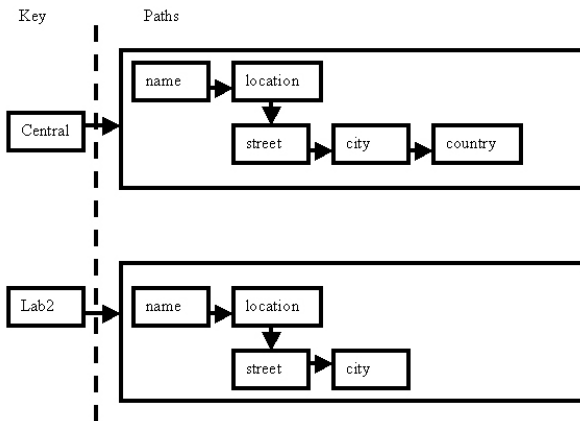 Key Paths
name location
Central
street city country
Lab2 name location
street city